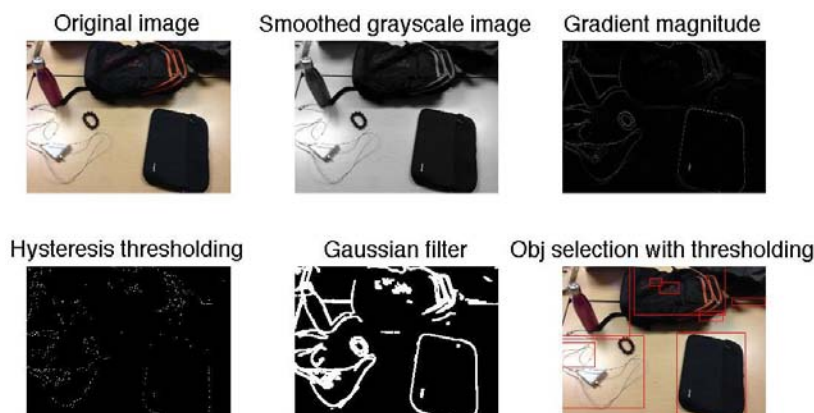 Original image
Smoothed grayscale image
Gradient magnitude
Hysteresis thresholding
Gaussian filter
Obj selection with thresholding